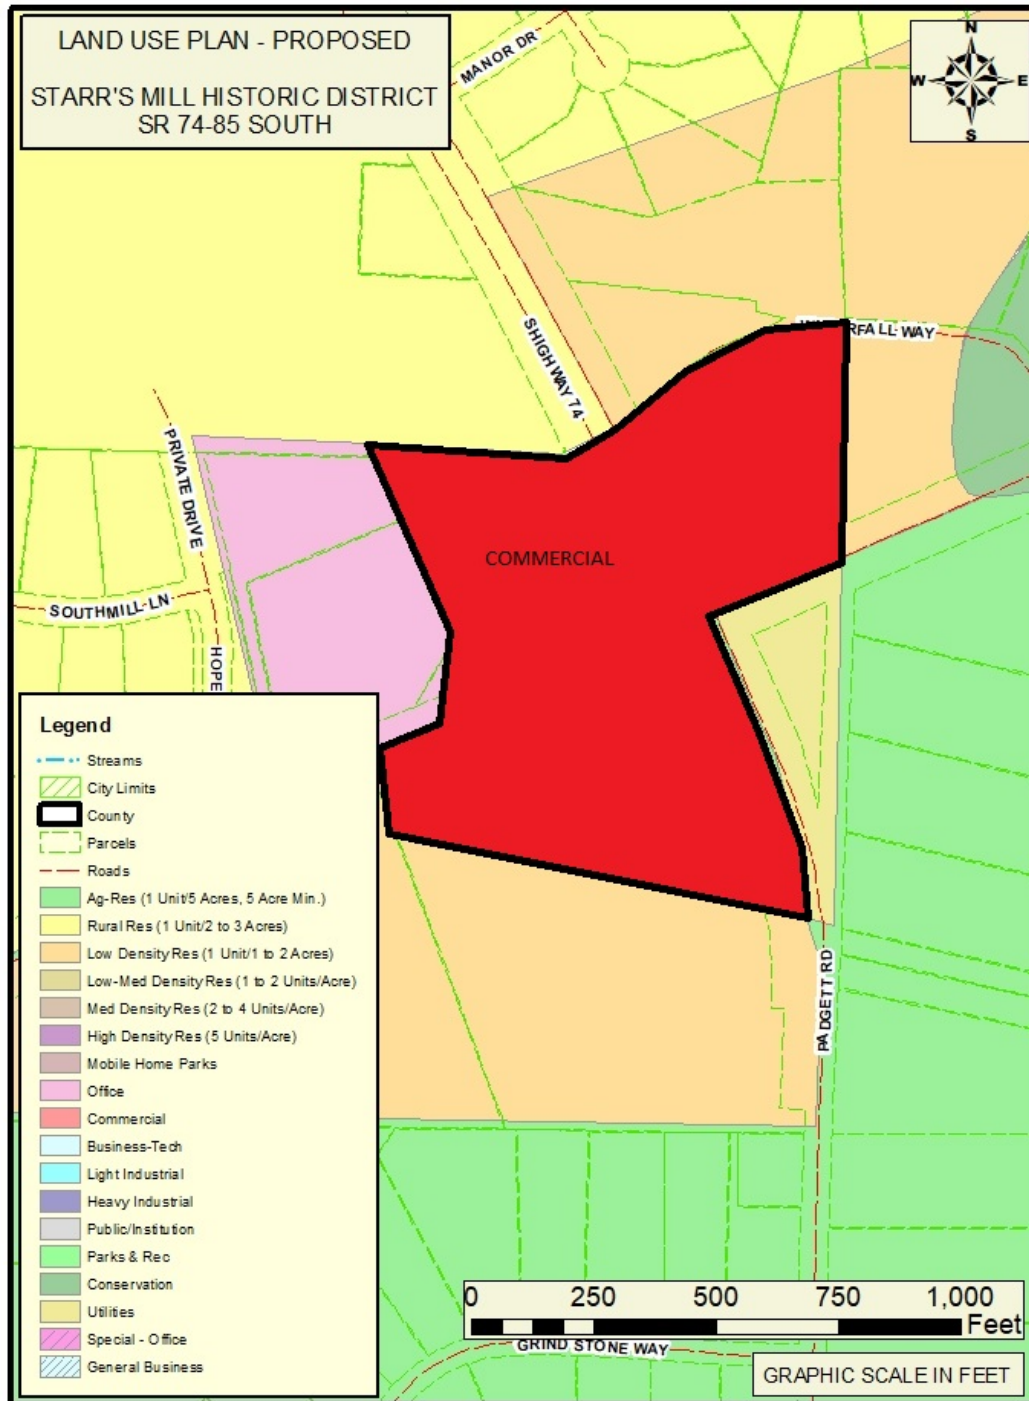 LAND USE PLAN - PROPOSED
STARR'S MILL HISTORIC DISTRICT
SR 74-85 SOUTH
MANOR DR
N
W E
S
SHIGHWAY 74
RFALL WAY
PRIVATE DRIVE
COMMERCIAL
SOUTHMILL LN
HOPE
Legend
Streams
City Limits
County
Parcels
Roads
Ag-Res (1 Unit/5 Acres, 5 Acre Min.)
Rural Res (1 Unit/2 to 3 Acres)
Low Density Res (1 Unit/1 to 2 Acres)
Low-Med Density Res (1 to 2 Units/Acre)
Med Density Res (2 to 4 Units/Acre)
High Density Res (5 Units/Acre)
Mobile Home Parks
Office
Commercial
Business-Tech
Light Industrial
Heavy Industrial
Public/Institution
Parks & Rec
Conservation
Utilities
Special - Office
General Business
PADGETT RD
0 250 500 750 1,000
Feet
GRIND STONE WAY
GRAPHIC SCALE IN FEET